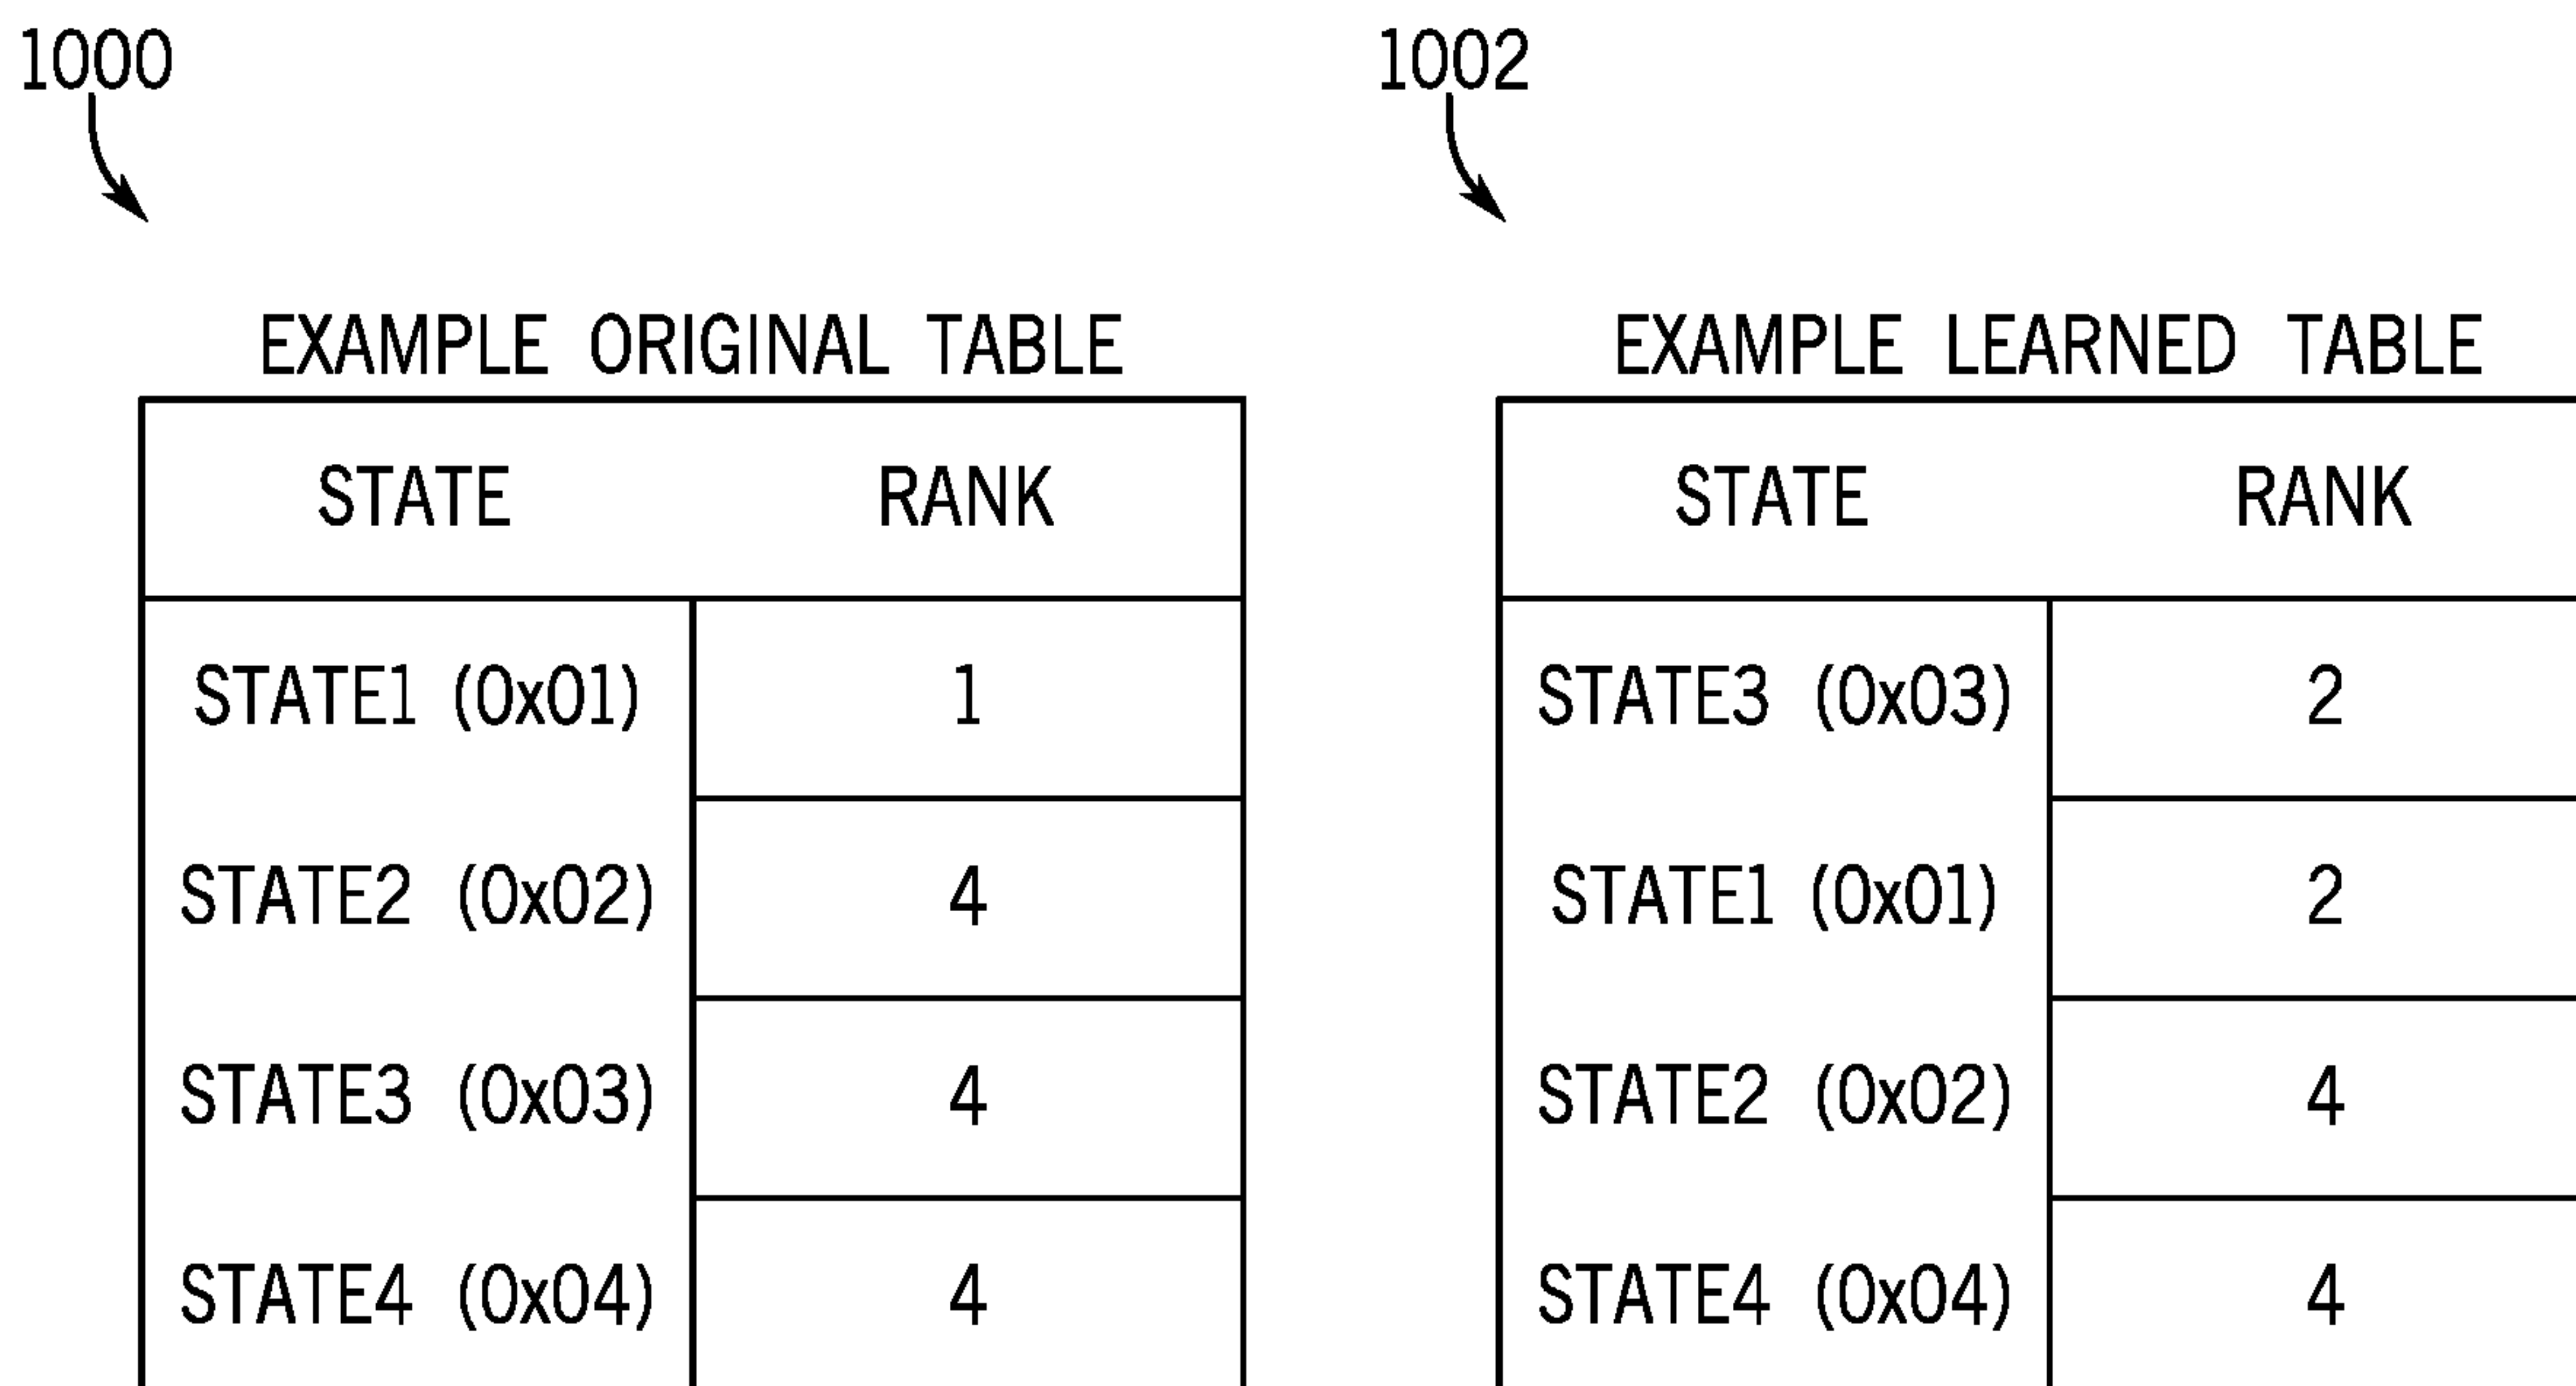 1000
1002
EXAMPLE ORIGINAL TABLE
STATE RANK
STATE1 (0x01) 1
STATE2 (0x02) 4
STATE3 (0x03) 4
STATE4 (0x04) 4
EXAMPLE LEARNED TABLE
STATE RANK
STATE3 (0x03) 2
STATE1 (0x01) 2
STATE2 (0x02) 4
STATE4 (0x04) 4